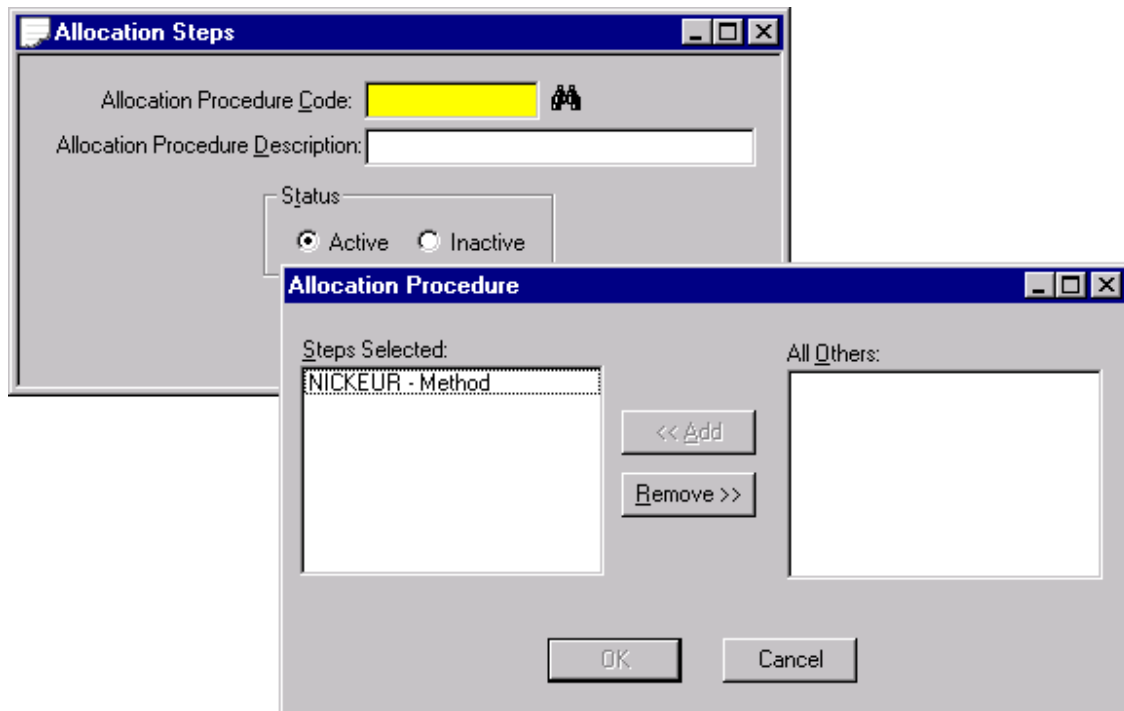 Allocation Steps
Allocation Procedure Code:
Allocation Procedure Description:
Status
Active Inactive
Allocation Procedure
Steps Selected:
All Others:
NICKEUR - Method
<< Add
Remove >>
OK Cancel